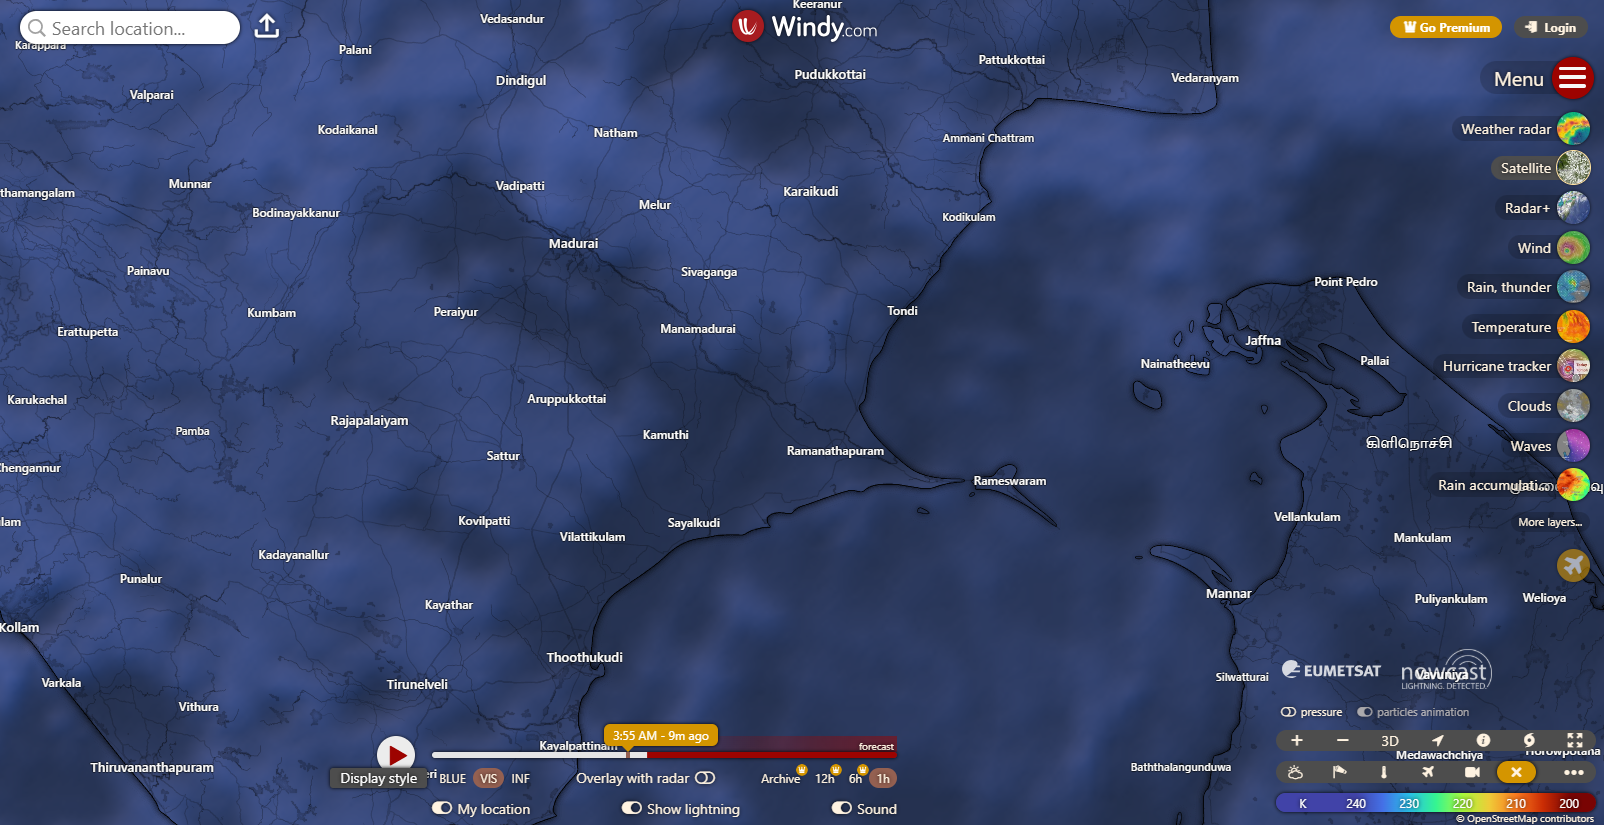 Search location...
Windy.com
Go Premium
Login
Menu
Weather radar
Satellite
Radar+
Wind
Rain, thunder
Temperature
Hurricane tracker
Clouds
Waves
Rain accumulati...
More layers...
Keeranur
Vedasandur
Karappara
Palani
Pattukkottai
Pudukkottai
Vedaranyam
Dindigul
Valparai
Kodaikanal
Natham
Ammani Chattram
Munnar
Vadipatti
Karaikudi
thamangalam
Melur
Bodinayakkanur
Kodikulam
Madurai
Painavu
Sivaganga
Point Pedro
Kumbam
Peraiyur
Tondi
Erattupetta
Manamadurai
Jaffna
Nainatheevu
Pallai
Karukachal
Aruppukkottai
Rajapalaiyam
Pamba
Kamuthi
கிளிநொச்சி
Ramanathapuram
Sattur
Chengannur
Rameswaram
Vellankulam
Kovilpatti
Sayalkudi
lam
Vilattikulam
Mankulam
Kadayanallur
Punalur
Mannar
Welioya
Puliyankulam
Kayathar
Kollam
Thoothukudi
Vavuniya
Silwatturai
Varkala
Tirunelveli
Vithura
Kayalpattinam
Medawachchiya
Horowpotana
Thiruvananthapuram
Baththalangunduwa
EUMETSAT
nowcast
LIGHTNING. DETECTED.
pressure
particles animation
3D
3:55 AM - 9m ago
forecast
Display style
eri
BLUE VIS INF
Overlay with radar
Archive 12h 6h 1h
My location
Show lightning
Sound
K 240 230 220 210 200
© OpenStreetMap contributors